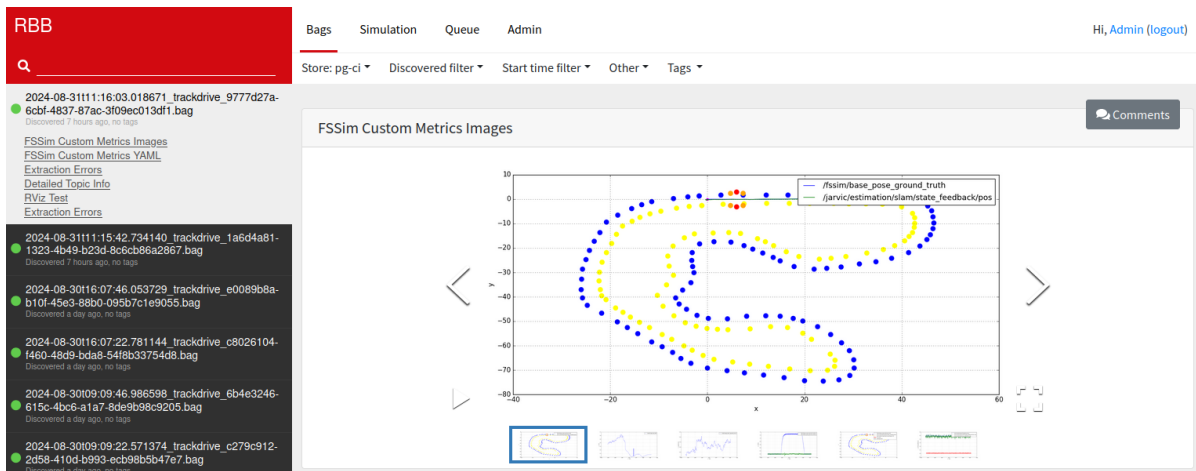 RBB
Bags Simulation Queue Admin
Hi, Admin (logout)
Store: pg-ci Discovered filter Start time filter Other Tags
2024-08-31t11:16:03.018671_trackdrive_9777d27a-
6cbf-4837-87ac-3f09ec013df1.bag
Discovered 7 hours ago, no tags
FSSim Custom Metrics Images
FSSim Custom Metrics YAML
Extraction Errors
Detailed Topic Info
RViz Test
Extraction Errors
2024-08-31t11:15:42.734140_trackdrive_1a6d4a81-
1323-4b49-b23d-8c6cb86a2867.bag
Discovered 7 hours ago, no tags
2024-08-30t16:07:46.053729_trackdrive_e0089b8a-
b10f-45e3-88b0-095b7c1e9055.bag
Discovered a day ago, no tags
2024-08-30t16:07:22.781144_trackdrive_c8026104-
f460-48d9-bda8-54f8b33754d8.bag
Discovered a day ago, no tags
2024-08-30t09:09:46.986598_trackdrive_6b4e3246-
615c-4bc6-a1a7-8de9b98c9205.bag
Discovered a day ago, no tags
2024-08-30t09:09:22.571374_trackdrive_c279c912-
2d58-410d-b993-ecb98b5b47e7.bag
Comments
FSSim Custom Metrics Images
/fssim/base_pose_ground_truth
/jarvic/estimation/slam/state_feedback/pos
10
0
−10
−20
−30
−40
−50
−60
−70
−80
y
−40 −20 0 20 40 60
x